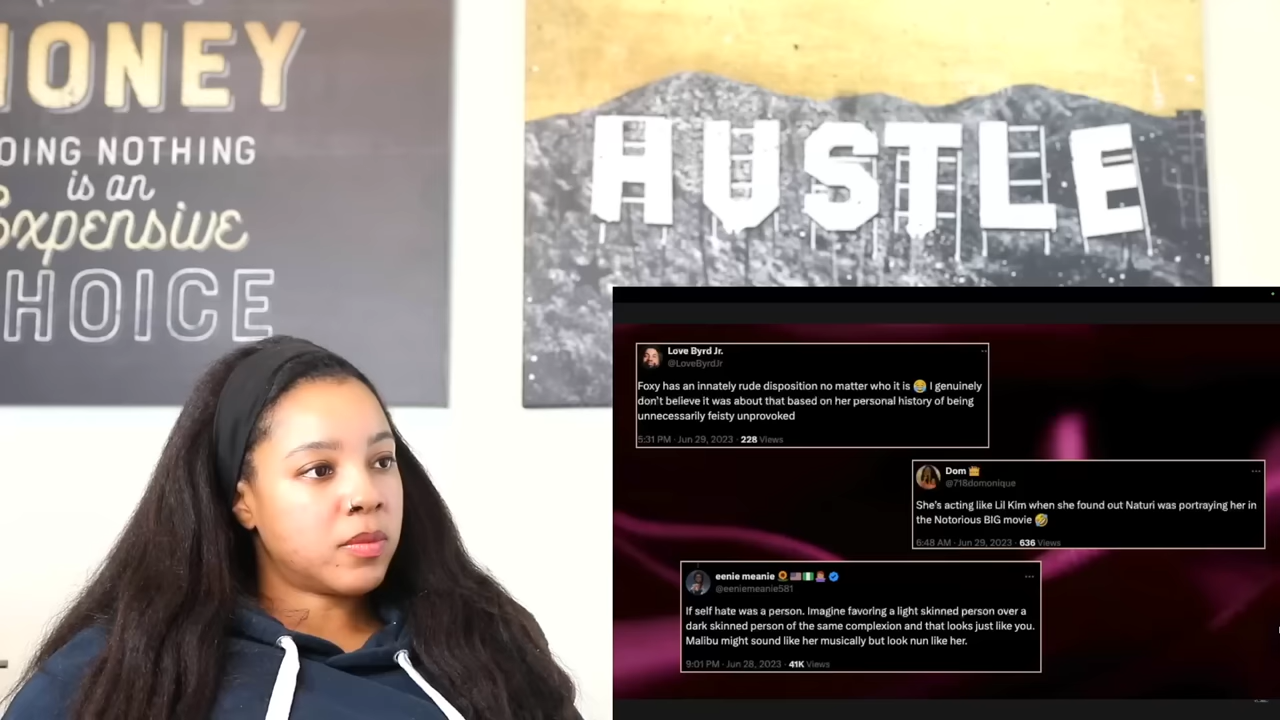 MONEY
DOING NOTHING
is an
Expensive
CHOICE
HUSTLE
Love Byrd Jr.
@LoveByrdJr
Foxy has an innately rude disposition no matter who it is 😂 I genuinely
don't believe it was about that based on her personal history of being
unnecessarily feisty unprovoked
5:31 PM · Jun 29, 2023 · 228 Views
Dom 👑
@718domonique
She's acting like Lil Kim when she found out Naturi was portraying her in
the Notorious BIG movie 🤣
6:48 AM · Jun 29, 2023 · 636 Views
eenie meanie
@eeniemeanie581
If self hate was a person. Imagine favoring a light skinned person over a
dark skinned person of the same complexion and that looks just like you.
Malibu might sound like her musically but look nun like her.
9:01 PM · Jun 28, 2023 · 41K Views